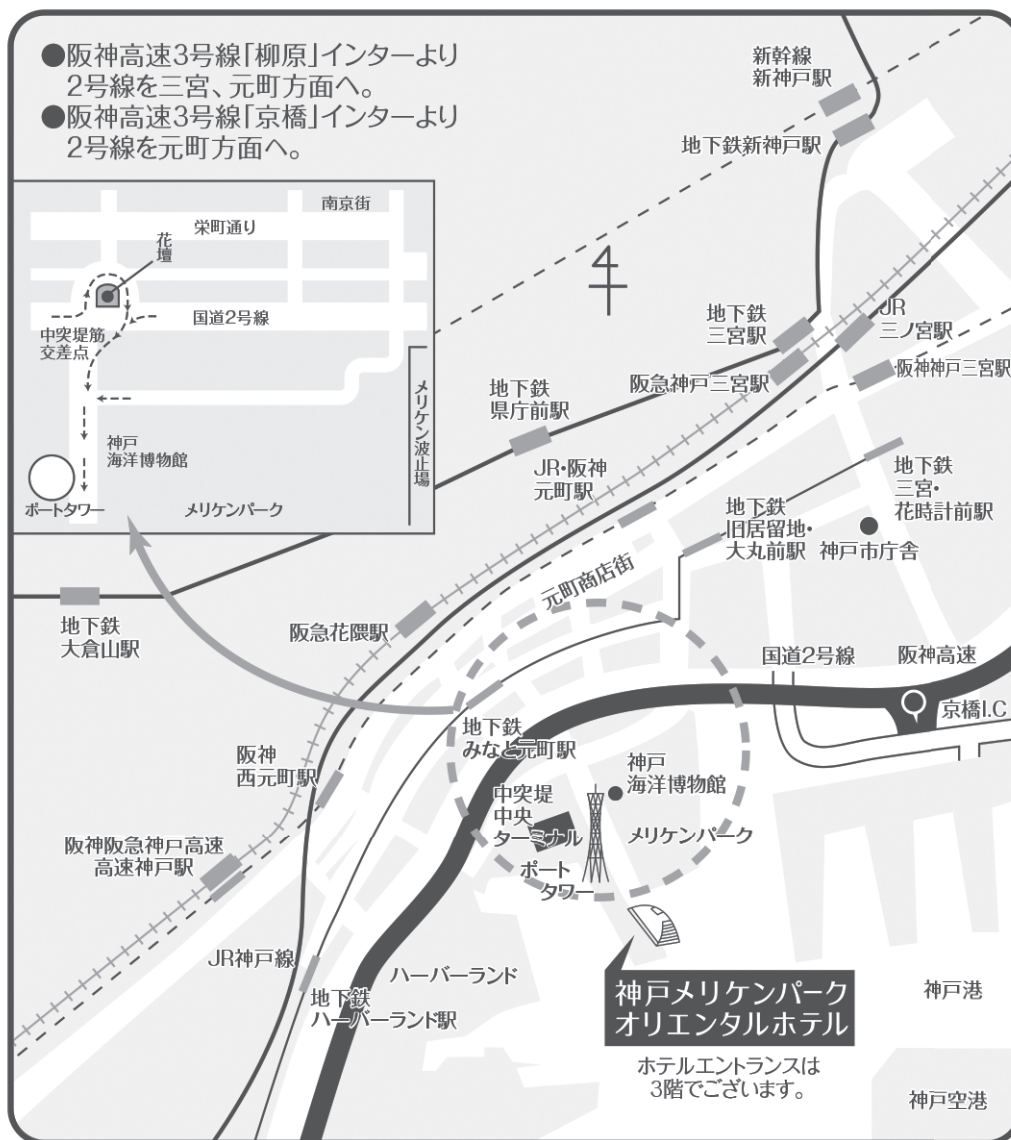 ●阪神高速3号線「柳原」インターより
2号線を三宮、元町方面へ。
●阪神高速3号線「京橋」インターより
2号線を元町方面へ。
新幹線
新神戸駅
地下鉄新神戸駅
南京街
栄町通り
花壇
国道2号線
中突堤筋
交差点
メリケン波止場
神戸
海洋博物館
ポートタワー
メリケンパーク
地下鉄
三宮駅
JR
三ノ宮駅
阪急神戸三宮駅
阪神神戸三宮駅
地下鉄
県庁前駅
JR・阪神
元町駅
地下鉄
三宮・
花時計前駅
地下鉄
旧居留地・
大丸前駅
神戸市庁舎
元町商店街
地下鉄
大倉山駅
阪急花隈駅
国道2号線
阪神高速
京橋I.C
地下鉄
みなと元町駅
阪神
西元町駅
神戸
海洋博物館
中突堤
中央
ターミナル
メリケンパーク
ポート
タワー
阪神阪急神戸高速
高速神戸駅
JR神戸線
ハーバーランド
地下鉄
ハーバーランド駅
神戸メリケンパーク
オリエンタルホテル
ホテルエントランスは
3階でございます。
神戸港
神戸空港